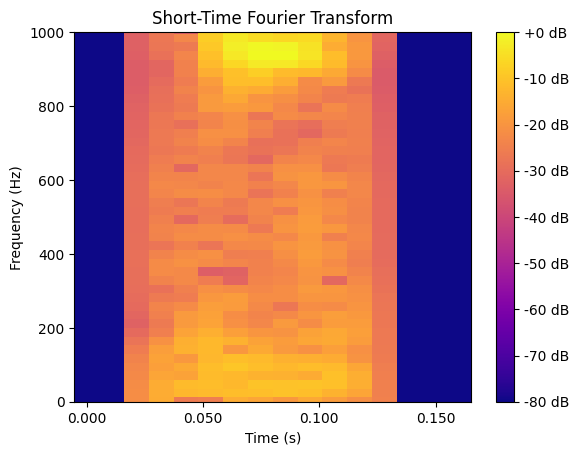 Short-Time Fourier Transform
1000
800
600
400
200
0
Frequency (Hz)
0.000
0.050
0.100
0.150
Time (s)
+0 dB
-10 dB
-20 dB
-30 dB
-40 dB
-50 dB
-60 dB
-70 dB
-80 dB